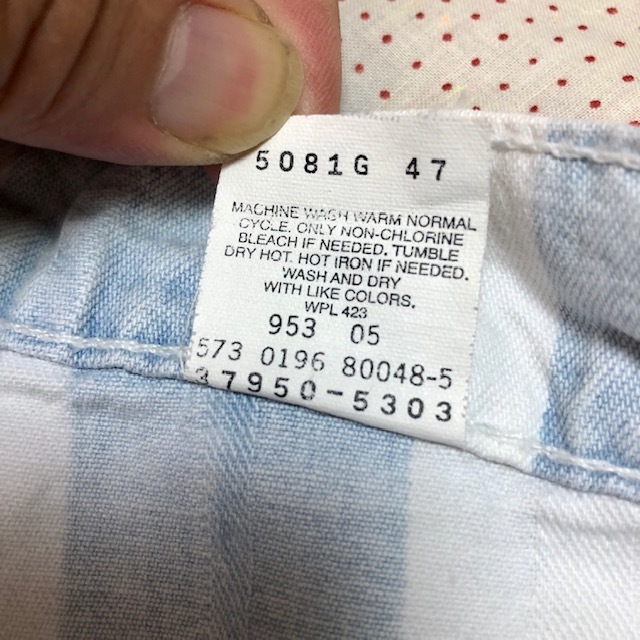 5081G 47
MACHINE WASH WARM NORMAL
CYCLE. ONLY NON-CHLORINE
BLEACH IF NEEDED. TUMBLE
DRY HOT. HOT IRON IF NEEDED.
WASH AND DRY
WITH LIKE COLORS.
WPL 423
953 05
573 0196 80048-5
37950-5303